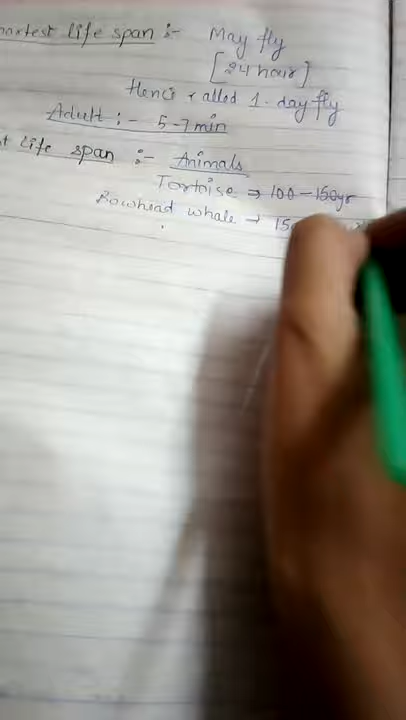 life span :- May fly
[24 hour]
Hence called 1. day fly
Adult :- 5-7 min
life span :- Animals
Tortoise → 100-150yr
Bowhead whale →